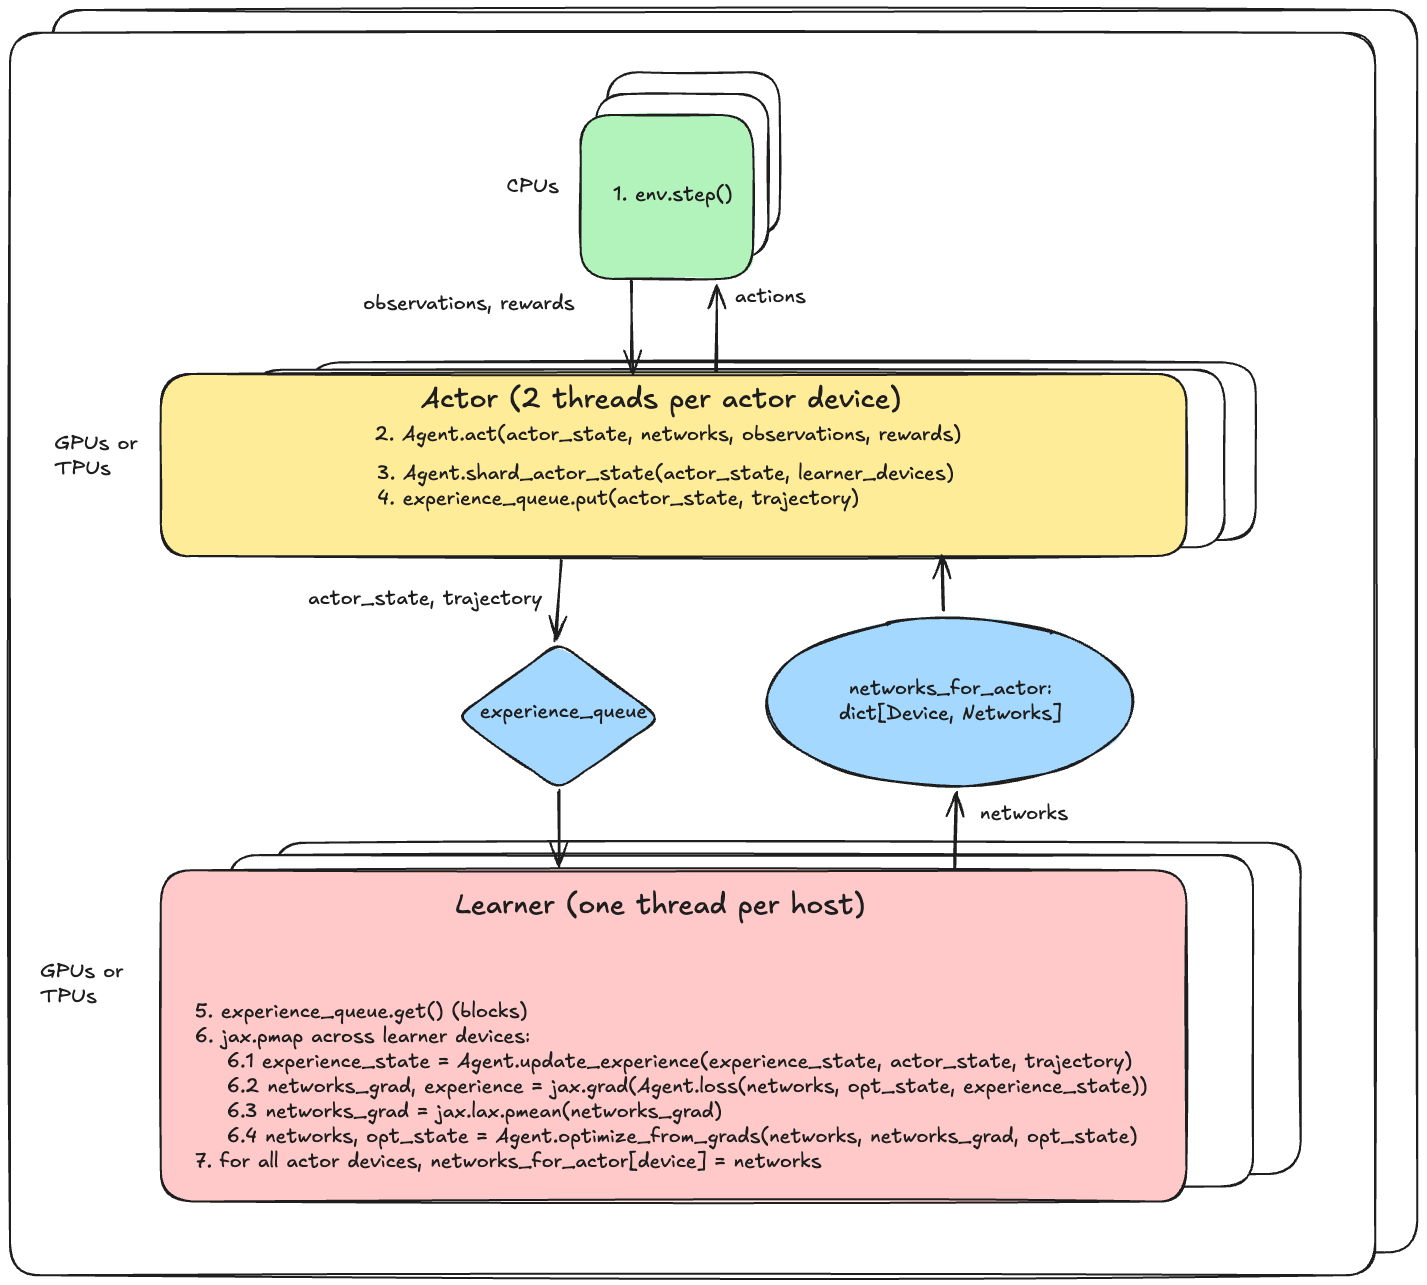 CPUs
1. env.step()
observations, rewards
actions
Actor (2 threads per actor device)
2. Agent.act(actor_state, networks, observations, rewards)
GPUs or
TPUs
3. Agent.shard_actor_state(actor_state, learner_devices)
4. experience_queue.put(actor_state, trajectory)
actor_state, trajectory
experience_queue
networks_for_actor:
dict[Device, Networks]
networks
Learner (one thread per host)
GPUs or
TPUs
5. experience_queue.get() (blocks)
6. jax.pmap across learner devices:
6.1 experience_state = Agent.update_experience(experience_state, actor_state, trajectory)
6.2 networks_grad, experience = jax.grad(Agent.loss(networks, opt_state, experience_state))
6.3 networks_grad = jax.lax.pmean(networks_grad)
6.4 networks, opt_state = Agent.optimize_from_grads(networks, networks_grad, opt_state)
7. for all actor devices, networks_for_actor[device] = networks